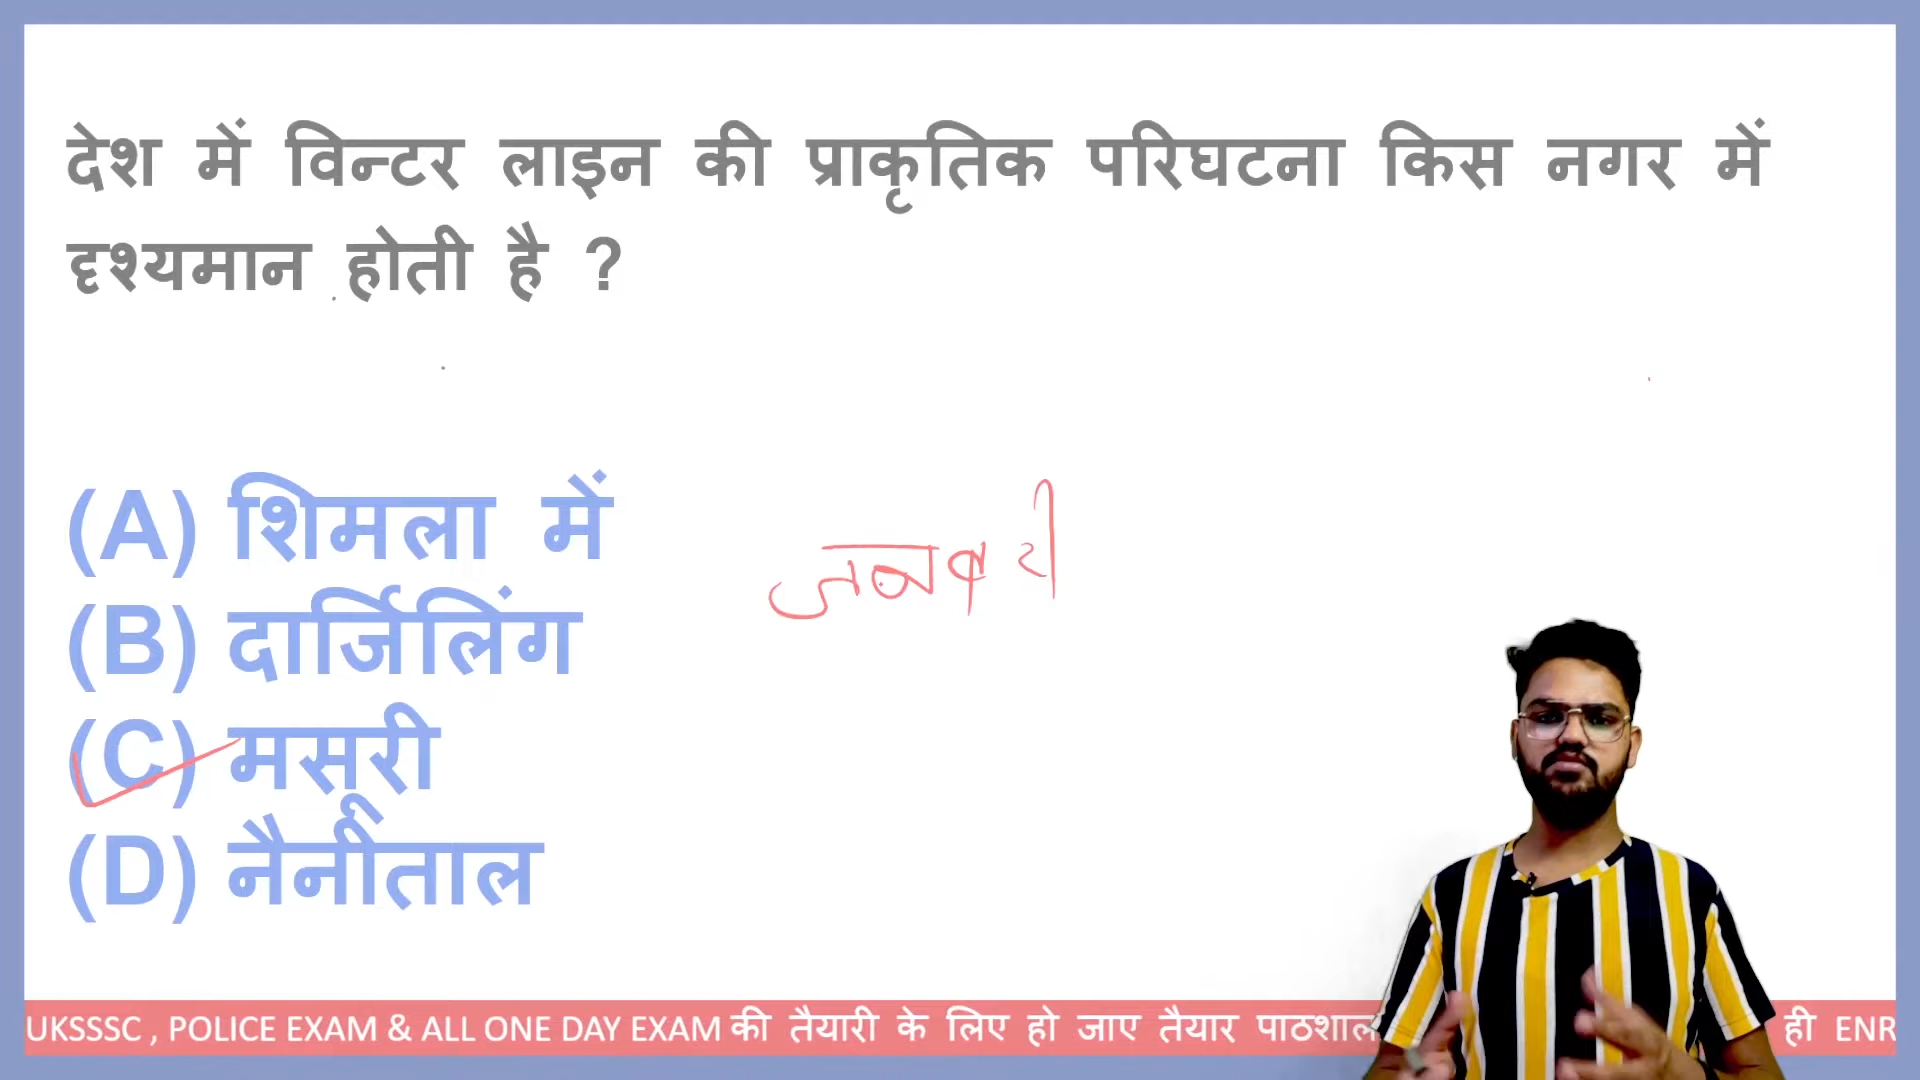 देश में विन्टर लाइन की प्राकृतिक परिघटना किस नगर में
दृश्यमान होती है ?
(A) शिमला में
(B) दार्जिलिंग
जनवरी
(C) मसूरी
(D) नैनीताल
UKSSSC , POLICE EXAM & ALL ONE DAY EXAM की तैयारी के लिए हो जाए तैयार पाठशाल ही ENR